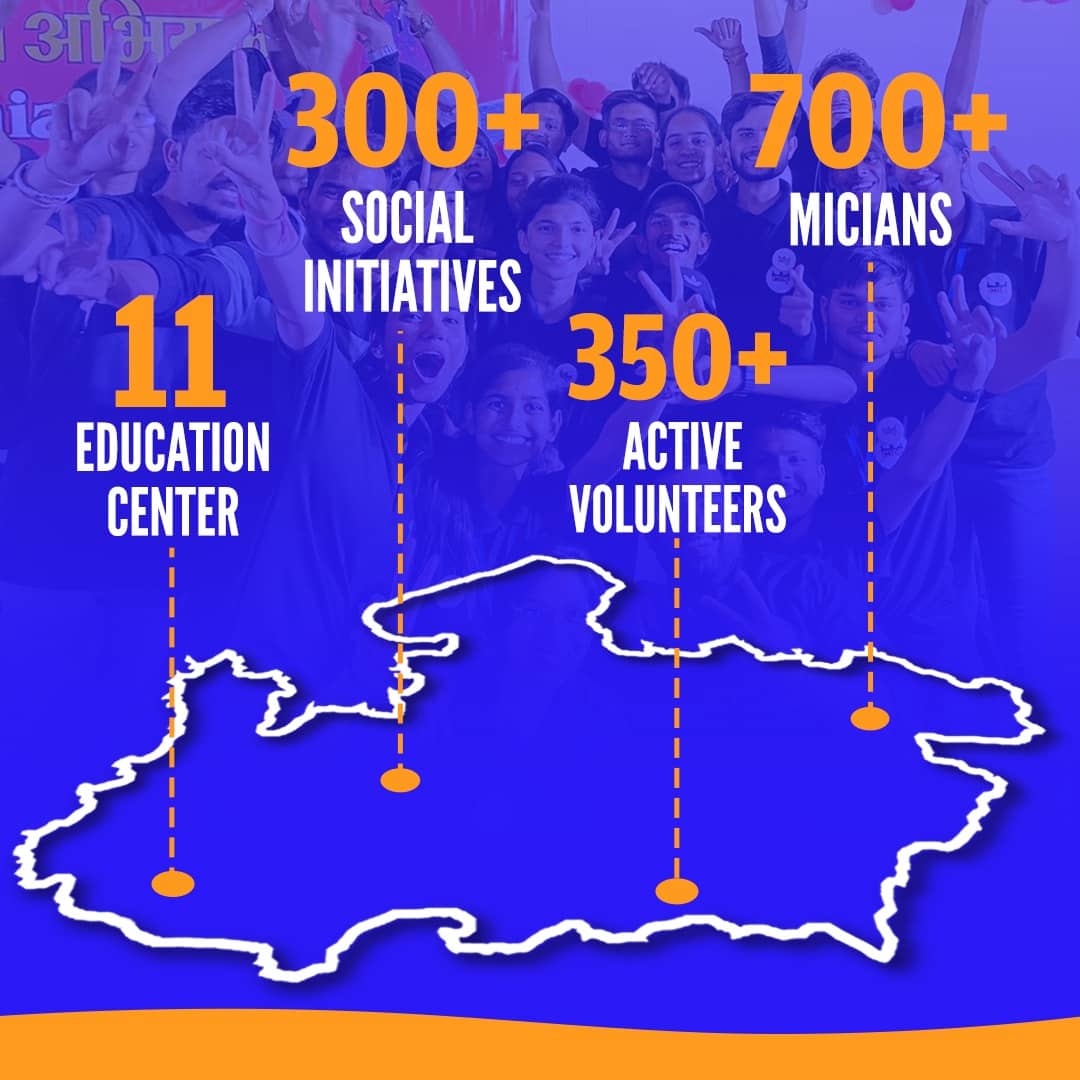 300+
SOCIAL
INITIATIVES
700+
MICIANS
11
EDUCATION
CENTER
350+
ACTIVE
VOLUNTEERS